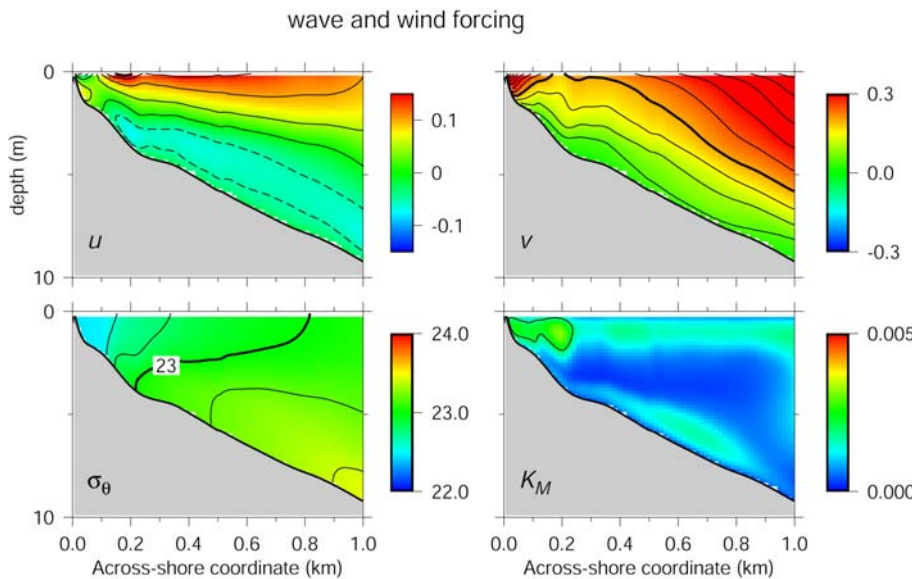 wave and wind forcing
0
10
depth (m)
u
0.1
0
-0.1
v
0.3
0.0
-0.3
0
10
23
σθ
0.0 0.2 0.4 0.6 0.8 1.0
Across-shore coordinate (km)
24.0
23.0
22.0
KM
0.0 0.2 0.4 0.6 0.8 1.0
Across-shore coordinate (km)
0.005
0.000